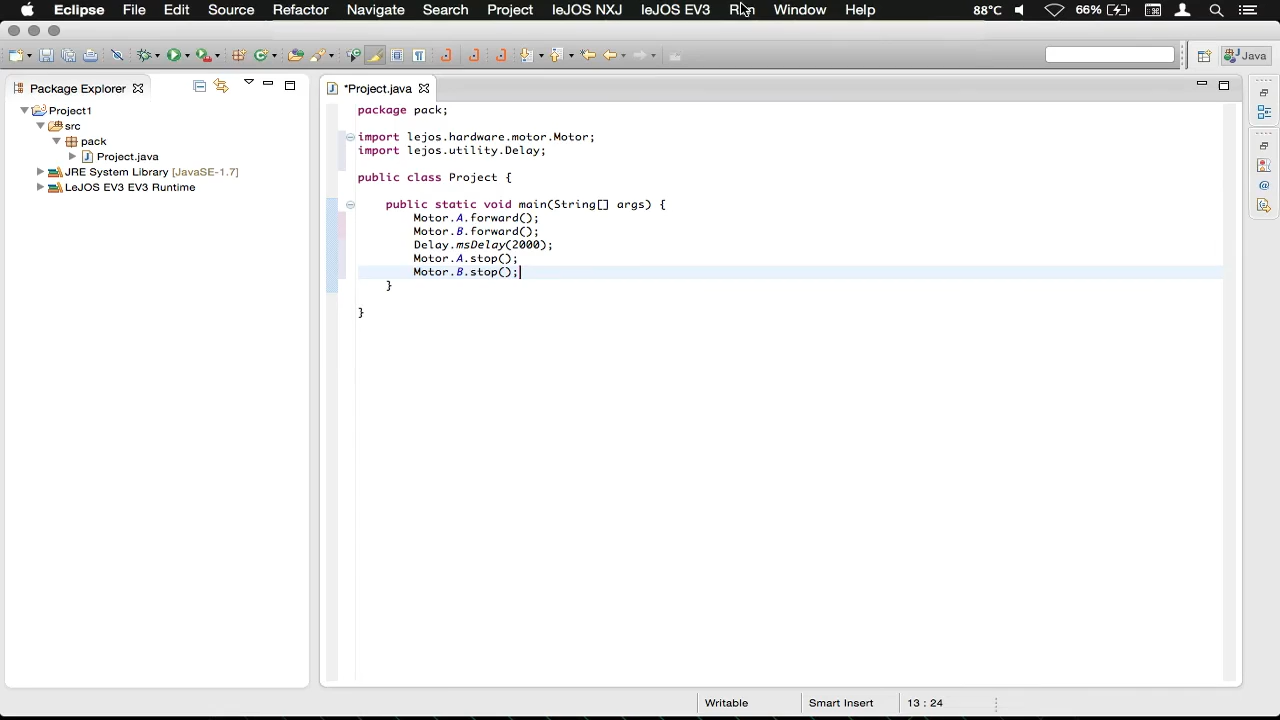 Eclipse File Edit Source Refactor Navigate Search Project leJOS NXJ leJOS EV3 Run Window Help 88°C 66%
Package Explorer
*Project.java
Java
Project1
src
pack
Project.java
JRE System Library [JavaSE-1.7]
LeJOS EV3 EV3 Runtime
package pack;
import lejos.hardware.motor.Motor;
import lejos.utility.Delay;
public class Project {
public static void main(String[] args) {
Motor.A.forward();
Motor.B.forward();
Delay.msDelay(2000);
Motor.A.stop();
Motor.B.stop();
}
}
Writable Smart Insert 13 : 24